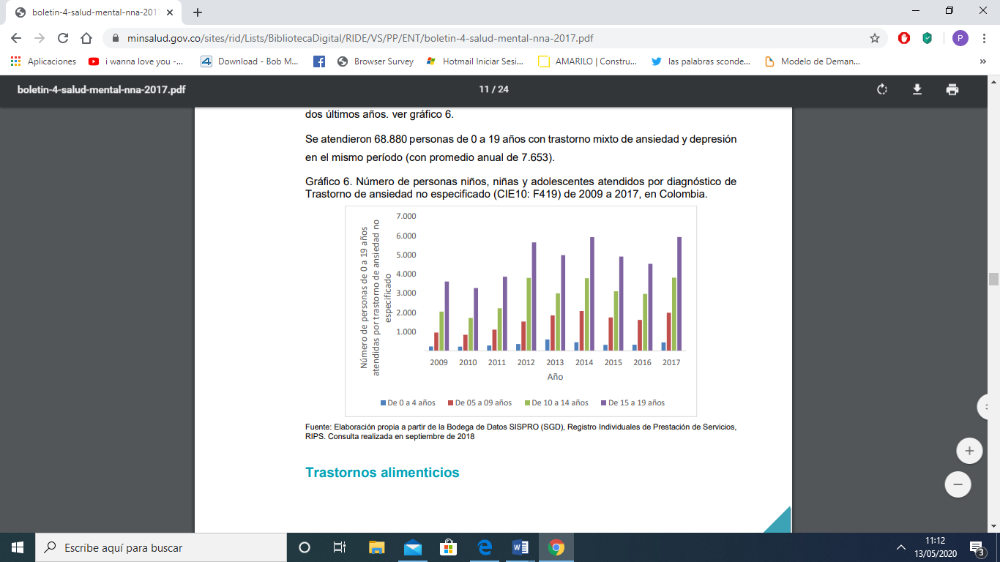 boletin-4-salud-mental-nna-201
minsalud.gov.co/sites/rid/Lists/BibliotecaDigital/RIDE/VS/PP/ENT/boletin-4-salud-mental-nna-2017.pdf
P
Aplicaciones
i wanna love you -...
Download - Bob M...
Browser Survey
Hotmail Iniciar Sesi...
AMARILO | Constru...
las palabras sconde...
Modelo de Deman...
»
boletin-4-salud-mental-nna-2017.pdf
11 / 24
dos últimos años. ver gráfico 6.
Se atendieron 68.880 personas de 0 a 19 años con trastorno mixto de ansiedad y depresión
en el mismo período (con promedio anual de 7.653).
Gráfico 6. Número de personas niños, niñas y adolescentes atendidos por diagnóstico de
Trastorno de ansiedad no especificado (CIE10: F419) de 2009 a 2017, en Colombia.
Número de personas de 0 a 19 años
atendidas por trastorno de ansiedad no
especificado
7.000
6.000
5.000
4.000
3.000
2.000
1.000
2009 2010 2011 2012 2013 2014 2015 2016 2017
Año
De 0 a 4 años De 05 a 09 años De 10 a 14 años De 15 a 19 años
Fuente: Elaboración propia a partir de la Bodega de Datos SISPRO (SGD), Registro Individuales de Prestación de Servicios,
RIPS. Consulta realizada en septiembre de 2018
Trastornos alimenticios
Escribe aquí para buscar
11:12
13/05/2020
3